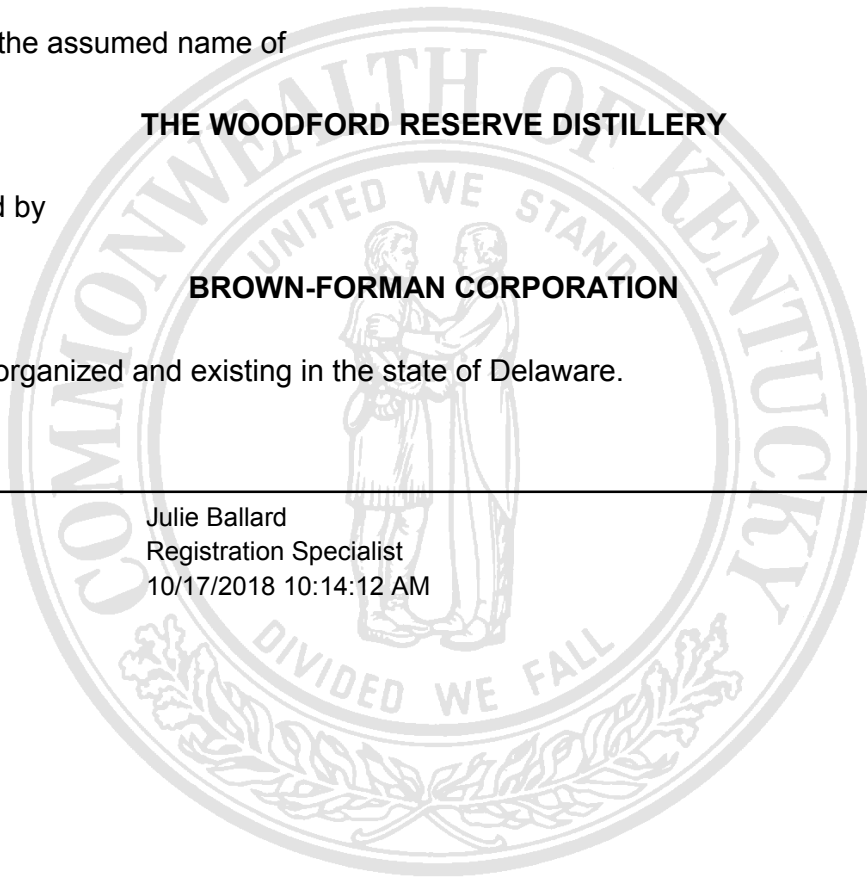 the assumed name of
THE WOODFORD RESERVE DISTILLERY
d by
BROWN-FORMAN CORPORATION
organized and existing in the state of Delaware.
Julie Ballard
Registration Specialist
10/17/2018 10:14:12 AM
COMMONWEALTH OF KENTUCKY
UNITED WE STAND
DIVIDED WE FALL